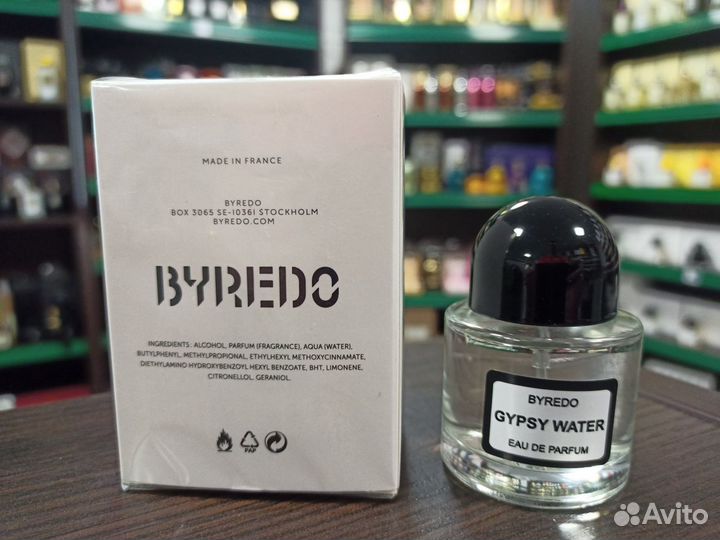 MADE IN FRANCE
BYREDO
BOX 3065 SE-10361 STOCKHOLM
BYREDO.COM
BYREDO
INGREDIENTS: ALCOHOL, PARFUM (FRAGRANCE), AQUA (WATER),
BUTYLPHENYL, METHYLPROPIONAL, ETHYLHEXYL METHOXYCINNAMATE,
DIETHYLAMINO HYDROXYBENZOYL HEXYL BENZOATE, BHT, LIMONENE,
CITRONELLOL, GERANIOL.
PAP
BYREDO
GYPSY WATER
EAU DE PARFUM
Avito